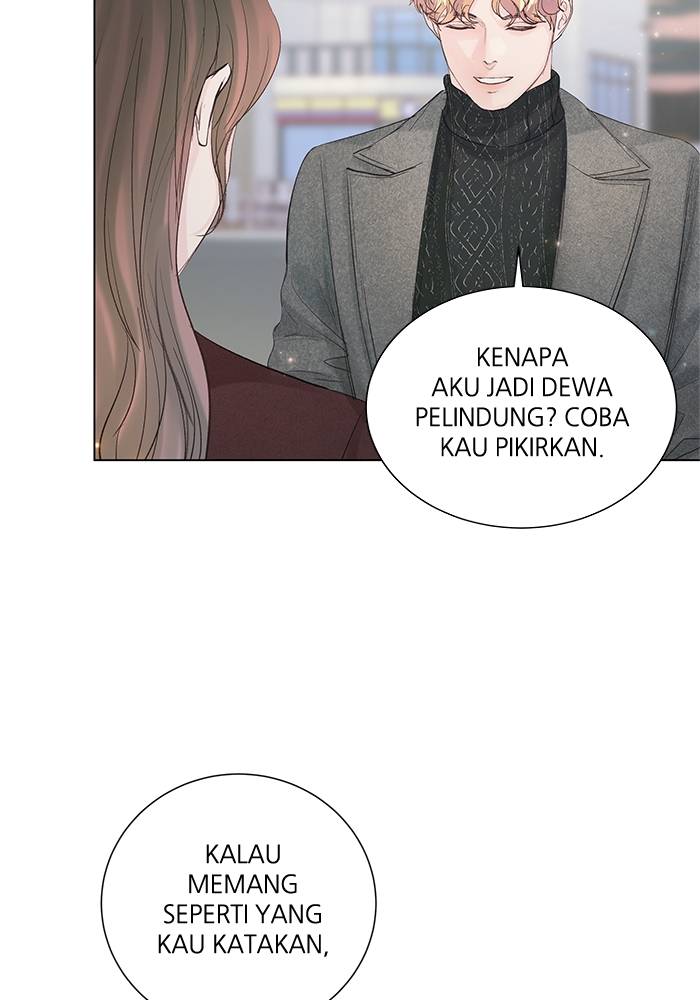 KENAPA
AKU JADI DEWA
PELINDUNG? COBA
KAU PIKIRKAN.
KALAU
MEMANG
SEPERTI YANG
KAU KATAKAN,